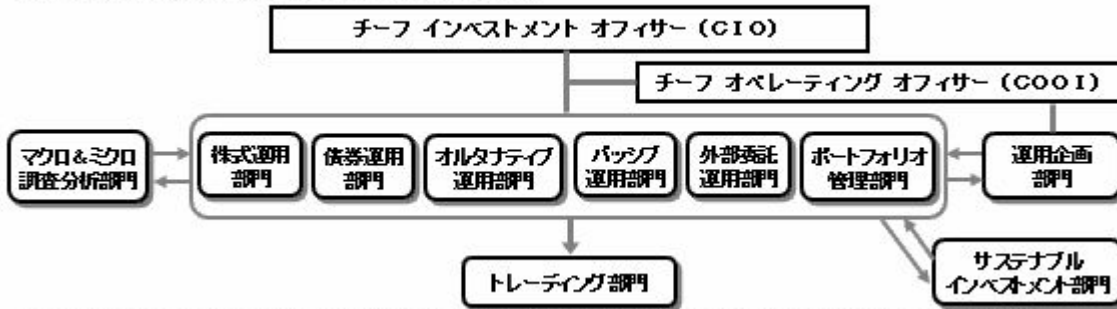 チーフ インベストメント オフィサー (CIO)
チーフ オペレーティング オフィサー (COOI)
マクロ&ミクロ
調査分析部門
株式運用
部門
債券運用
部門
オルタナティブ
運用部門
パッシブ
運用部門
外部委託
運用部門
ポートフォリオ
管理部門
運用企画
部門
トレーディング部門
サステナブル
インベストメント部門